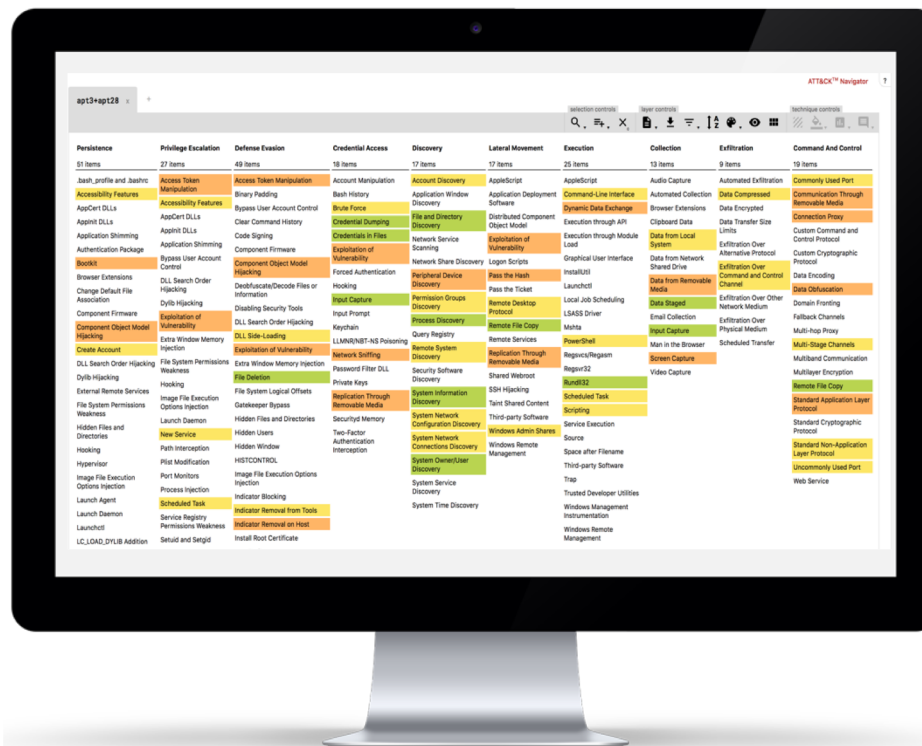 ATT&CK™ Navigator ?
apt3+apt28 x +
selection controls layer controls technique controls
Persistence
51 items
.bash_profile and .bashrc
Accessibility Features
AppCert DLLs
AppInit DLLs
Application Shimming
Authentication Package
Bootkit
Browser Extensions
Change Default File
Association
Component Firmware
Component Object Model
Hijacking
Create Account
DLL Search Order Hijacking
Dylib Hijacking
External Remote Services
File System Permissions
Weakness
Hidden Files and
Directories
Hooking
Hypervisor
Image File Execution
Options Injection
Launch Agent
Launch Daemon
Launchctl
LC_LOAD_DYLIB Addition
Privilege Escalation
27 items
Access Token
Manipulation
Accessibility Features
AppCert DLLs
AppInit DLLs
Application Shimming
Bypass User Account
Control
DLL Search Order
Hijacking
Dylib Hijacking
Exploitation of
Vulnerability
Extra Window Memory
Injection
File System Permissions
Weakness
Hooking
Image File Execution
Options Injection
Launch Daemon
New Service
Path Interception
Plist Modification
Port Monitors
Process Injection
Scheduled Task
Service Registry
Permissions Weakness
Setuid and Setgid
Defense Evasion
49 items
Access Token Manipulation
Binary Padding
Bypass User Account Control
Clear Command History
Code Signing
Component Firmware
Component Object Model
Hijacking
Deobfuscate/Decode Files or
Information
Disabling Security Tools
DLL Search Order Hijacking
DLL Side-Loading
Exploitation of Vulnerability
Extra Window Memory Injection
File Deletion
File System Logical Offsets
Gatekeeper Bypass
Hidden Files and Directories
Hidden Users
Hidden Window
HISTCONTROL
Image File Execution Options
Injection
Indicator Blocking
Indicator Removal from Tools
Indicator Removal on Host
Install Root Certificate
Credential Access
18 items
Account Manipulation
Bash History
Brute Force
Credential Dumping
Credentials in Files
Exploitation of
Vulnerability
Forced Authentication
Hooking
Input Capture
Input Prompt
Keychain
LLMNR/NBT-NS Poisoning
Network Sniffing
Password Filter DLL
Private Keys
Replication Through
Removable Media
Securityd Memory
Two-Factor
Authentication
Interception
Discovery
17 items
Account Discovery
Application Window
Discovery
File and Directory
Discovery
Network Service
Scanning
Network Share Discovery
Peripheral Device
Discovery
Permission Groups
Discovery
Process Discovery
Query Registry
Remote System
Discovery
Security Software
Discovery
System Information
Discovery
System Network
Configuration Discovery
System Network
Connections Discovery
System Owner/User
Discovery
System Service
Discovery
System Time Discovery
Lateral Movement
17 items
AppleScript
Application Deployment
Software
Distributed Component
Object Model
Exploitation of
Vulnerability
Logon Scripts
Pass the Hash
Pass the Ticket
Remote Desktop
Protocol
Remote File Copy
Remote Services
Replication Through
Removable Media
Shared Webroot
SSH Hijacking
Taint Shared Content
Third-party Software
Windows Admin Shares
Windows Remote
Management
Execution
25 items
AppleScript
Command-Line Interface
Dynamic Data Exchange
Execution through API
Execution through Module
Load
Graphical User Interface
InstallUtil
Launchctl
Local Job Scheduling
LSASS Driver
Mshta
PowerShell
Regsvcs/Regasm
Regsvr32
Rundll32
Scheduled Task
Scripting
Service Execution
Source
Space after Filename
Third-party Software
Trap
Trusted Developer Utilities
Windows Management
Instrumentation
Windows Remote
Management
Collection
13 items
Audio Capture
Automated Collection
Browser Extensions
Clipboard Data
Data from Local
System
Data from Network
Shared Drive
Data from Removable
Media
Data Staged
Email Collection
Input Capture
Man in the Browser
Screen Capture
Video Capture
Exfiltration
9 items
Automated Exfiltration
Data Compressed
Data Encrypted
Data Transfer Size
Limits
Exfiltration Over
Alternative Protocol
Exfiltration Over
Command and Control
Channel
Exfiltration Over Other
Network Medium
Exfiltration Over
Physical Medium
Scheduled Transfer
Command And Control
19 items
Commonly Used Port
Communication Through
Removable Media
Connection Proxy
Custom Command and
Control Protocol
Custom Cryptographic
Protocol
Data Encoding
Data Obfuscation
Domain Fronting
Fallback Channels
Multi-hop Proxy
Multi-Stage Channels
Multiband Communication
Multilayer Encryption
Remote File Copy
Standard Application Layer
Protocol
Standard Cryptographic
Protocol
Standard Non-Application
Layer Protocol
Uncommonly Used Port
Web Service